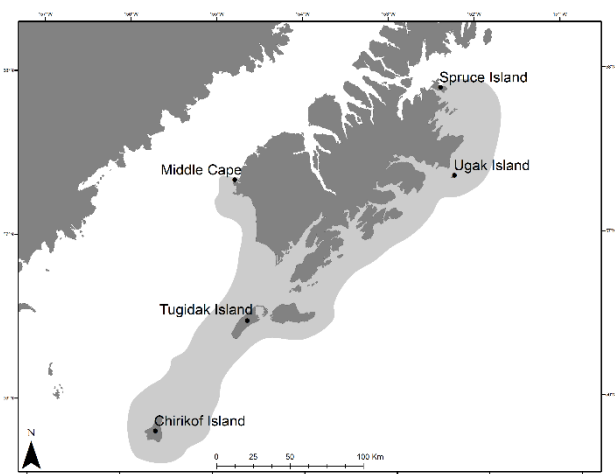 Spruce Island
Ugak Island
Middle Cape
Tugidak Island
Chirikof Island
N
0 25 50 100 Km